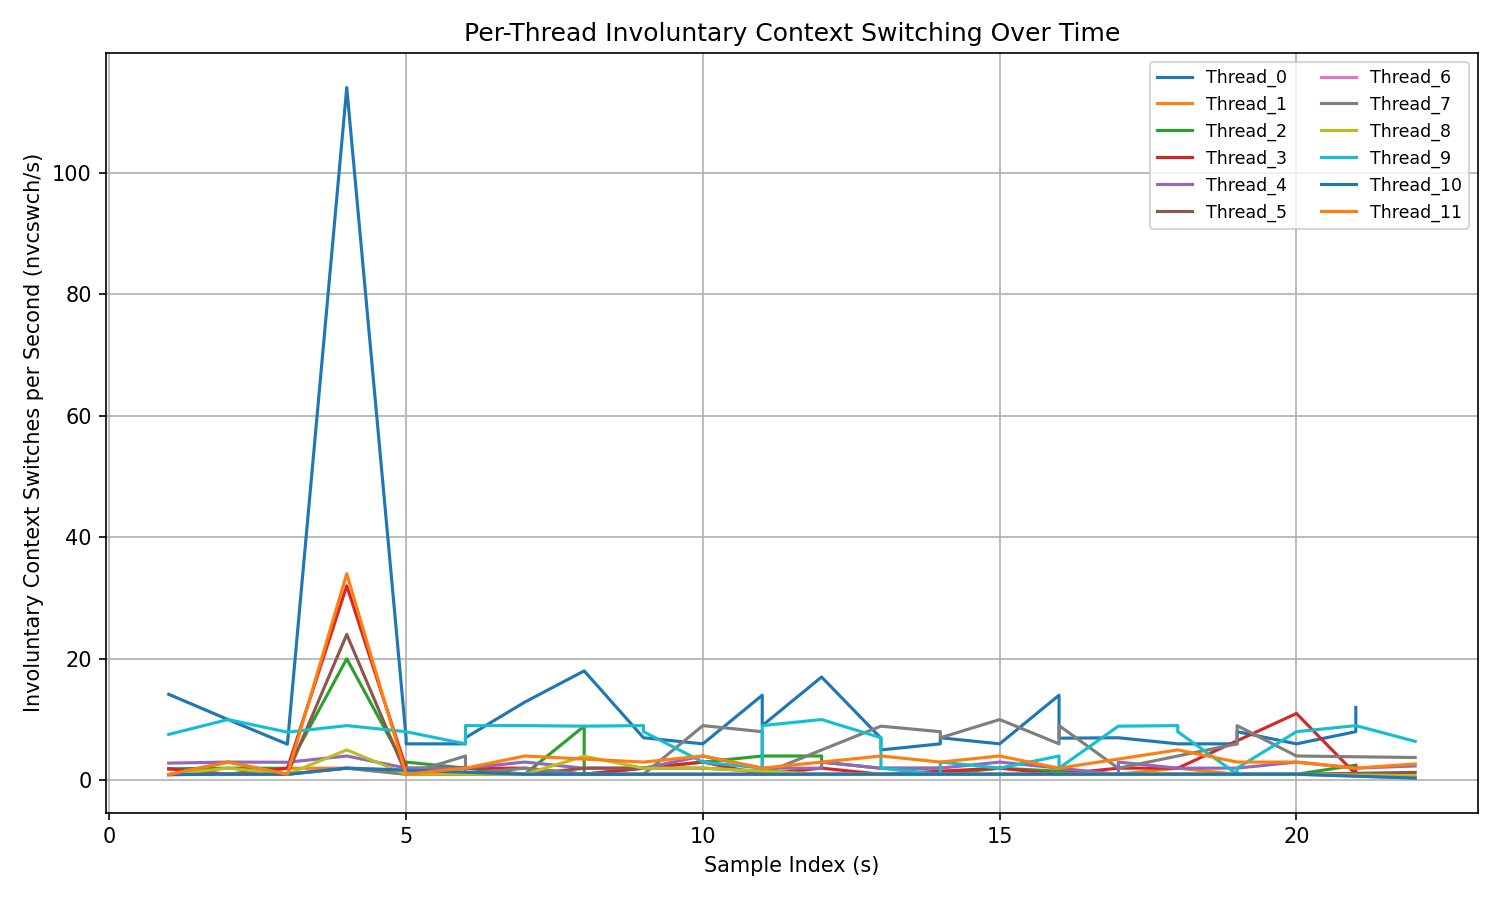 Per-Thread Involuntary Context Switching Over Time
Involuntary Context Switches per Second (nvcswch/s)
100
80
60
40
20
0
0
5
10
15
20
Sample Index (s)
Thread_0
Thread_1
Thread_2
Thread_3
Thread_4
Thread_5
Thread_6
Thread_7
Thread_8
Thread_9
Thread_10
Thread_11